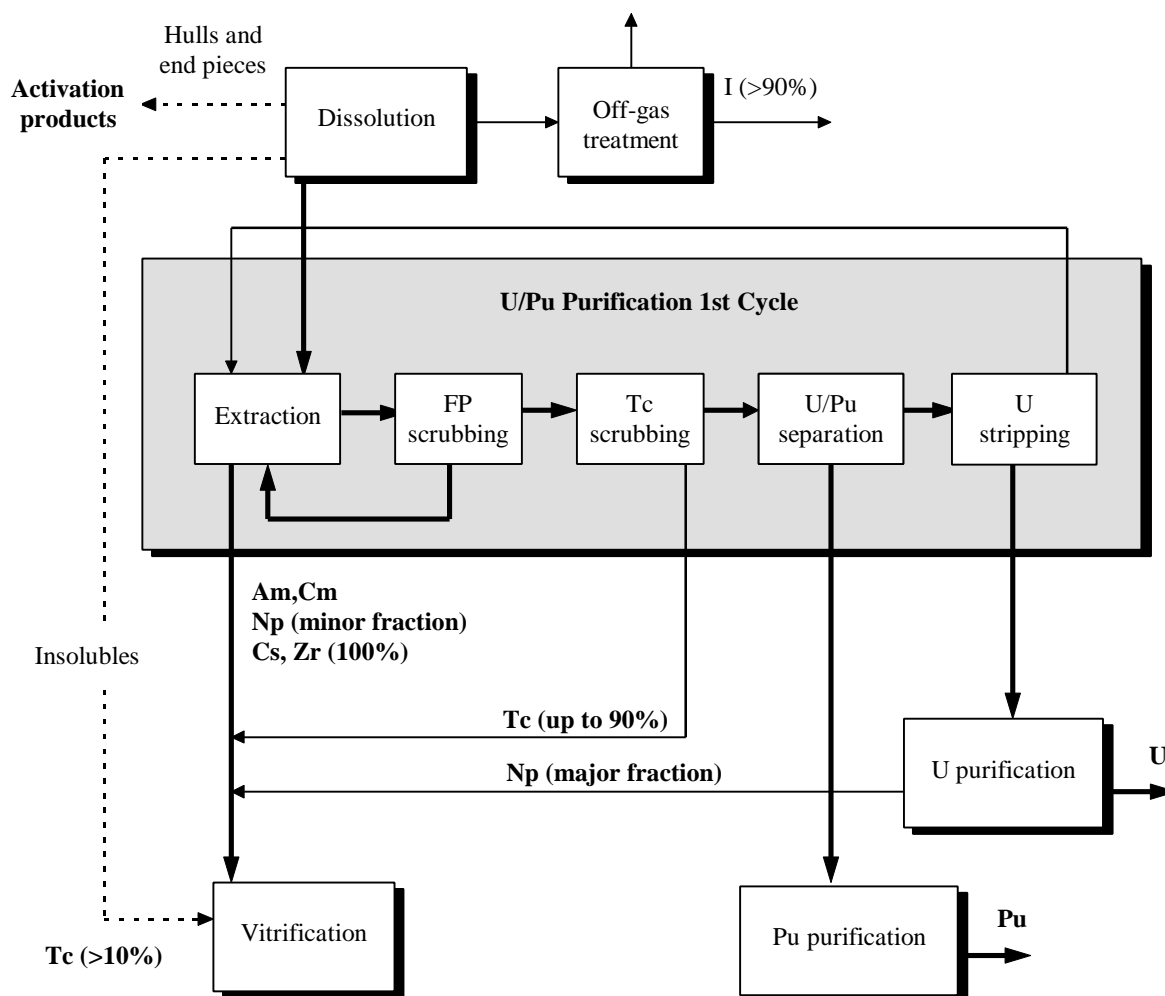 Hulls and
end pieces
Activation
products
Dissolution
Off-gas
treatment
I (>90%)
U/Pu Purification 1st Cycle
Extraction
FP
scrubbing
Tc
scrubbing
U/Pu
separation
U
stripping
Am,Cm
Np (minor fraction)
Cs, Zr (100%)
Insolubles
Tc (up to 90%)
Np (major fraction)
U purification
U
Vitrification
Tc (>10%)
Pu purification
Pu